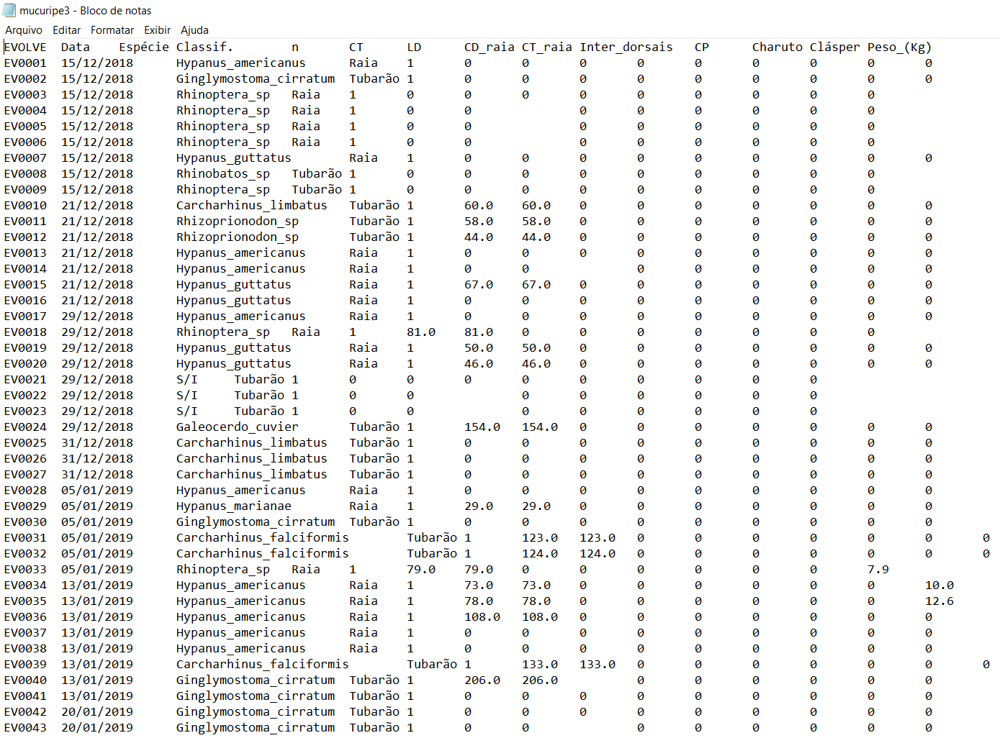 mucuripe3 - Bloco de notas
Arquivo Editar Formatar Exibir Ajuda
EVOLVE Data Espécie Classif. n CT LD CD_raia CT_raia Inter_dorsais CP Charuto Clásper Peso_(Kg)
EV0001 15/12/2018 Hypanus_americanus Raia 1 0 0 0 0 0 0 0 0 0
EV0002 15/12/2018 Ginglymostoma_cirratum Tubarão 1 0 0 0 0 0 0 0 0 0
EV0003 15/12/2018 Rhinoptera_sp Raia 1 0 0 0 0 0 0 0 0 0
EV0004 15/12/2018 Rhinoptera_sp Raia 1 0 0 0 0 0 0 0 0
EV0005 15/12/2018 Rhinoptera_sp Raia 1 0 0 0 0 0 0 0 0
EV0006 15/12/2018 Rhinoptera_sp Raia 1 0 0 0 0 0 0 0 0
EV0007 15/12/2018 Hypanus_guttatus Raia 1 0 0 0 0 0 0 0 0 0
EV0008 15/12/2018 Rhinobatos_sp Tubarão 1 0 0 0 0 0 0 0 0 0
EV0009 15/12/2018 Rhinoptera_sp Tubarão 1 0 0 0 0 0 0 0 0 0
EV0010 21/12/2018 Carcharhinus_limbatus Tubarão 1 60.0 60.0 0 0 0 0 0 0 0
EV0011 21/12/2018 Rhizoprionodon_sp Tubarão 1 58.0 58.0 0 0 0 0 0 0 0
EV0012 21/12/2018 Rhizoprionodon_sp Tubarão 1 44.0 44.0 0 0 0 0 0 0 0
EV0013 21/12/2018 Hypanus_americanus Raia 1 0 0 0 0 0 0 0 0 0
EV0014 21/12/2018 Hypanus_americanus Raia 1 0 0 0 0 0 0 0 0
EV0015 21/12/2018 Hypanus_guttatus Raia 1 67.0 67.0 0 0 0 0 0 0 0
EV0016 21/12/2018 Hypanus_guttatus Raia 1 0 0 0 0 0 0 0 0 0
EV0017 29/12/2018 Hypanus_americanus Raia 1 0 0 0 0 0 0 0 0 0
EV0018 29/12/2018 Rhinoptera_sp Raia 1 81.0 81.0 0 0 0 0 0 0 0
EV0019 29/12/2018 Hypanus_guttatus Raia 1 50.0 50.0 0 0 0 0 0 0 0
EV0020 29/12/2018 Hypanus_guttatus Raia 1 46.0 46.0 0 0 0 0 0 0 0
EV0021 29/12/2018 S/I Tubarão 1 0 0 0 0 0 0 0 0 0
EV0022 29/12/2018 S/I Tubarão 1 0 0 0 0 0 0 0 0
EV0023 29/12/2018 S/I Tubarão 1 0 0 0 0 0 0 0 0
EV0024 29/12/2018 Galeocerdo_cuvier Tubarão 1 154.0 154.0 0 0 0 0 0 0 0
EV0025 31/12/2018 Carcharhinus_limbatus Tubarão 1 0 0 0 0 0 0 0 0 0
EV0026 31/12/2018 Carcharhinus_limbatus Tubarão 1 0 0 0 0 0 0 0 0 0
EV0027 31/12/2018 Carcharhinus_limbatus Tubarão 1 0 0 0 0 0 0 0 0 0
EV0028 05/01/2019 Hypanus_americanus Raia 1 0 0 0 0 0 0 0 0 0
EV0029 05/01/2019 Hypanus_marianae Raia 1 29.0 29.0 0 0 0 0 0 0 0
EV0030 05/01/2019 Ginglymostoma_cirratum Tubarão 1 0 0 0 0 0 0 0 0 0
EV0031 05/01/2019 Carcharhinus_falciformis Tubarão 1 123.0 123.0 0 0 0 0 0 0 0
EV0032 05/01/2019 Carcharhinus_falciformis Tubarão 1 124.0 124.0 0 0 0 0 0 0 0
EV0033 05/01/2019 Rhinoptera_sp Raia 1 79.0 79.0 0 0 0 0 0 0 7.9
EV0034 13/01/2019 Hypanus_americanus Raia 1 73.0 73.0 0 0 0 0 0 0 10.0
EV0035 13/01/2019 Hypanus_americanus Raia 1 78.0 78.0 0 0 0 0 0 0 12.6
EV0036 13/01/2019 Hypanus_americanus Raia 1 108.0 108.0 0 0 0 0 0 0 0
EV0037 13/01/2019 Hypanus_americanus Raia 1 0 0 0 0 0 0 0 0 0
EV0038 13/01/2019 Hypanus_americanus Raia 1 0 0 0 0 0 0 0 0 0
EV0039 13/01/2019 Carcharhinus_falciformis Tubarão 1 133.0 133.0 0 0 0 0 0 0 0
EV0040 13/01/2019 Ginglymostoma_cirratum Tubarão 1 206.0 206.0 0 0 0 0 0 0
EV0041 13/01/2019 Ginglymostoma_cirratum Tubarão 1 0 0 0 0 0 0 0 0 0
EV0042 20/01/2019 Ginglymostoma_cirratum Tubarão 1 0 0 0 0 0 0 0 0 0
EV0043 20/01/2019 Ginglymostoma_cirratum Tubarão 1 0 0 0 0 0 0 0 0